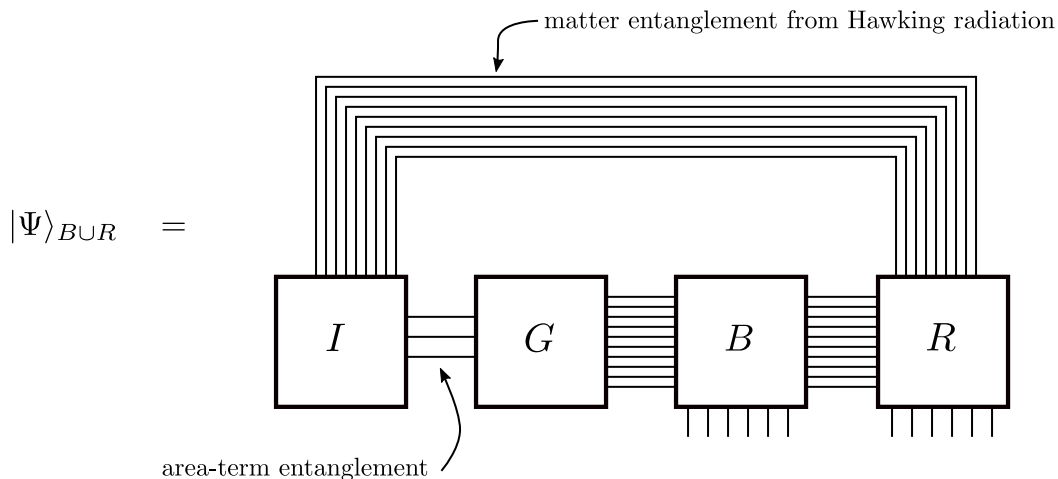 matter entanglement from Hawking radiation
|Ψ⟩_{B∪R} =
I G B R
area-term entanglement